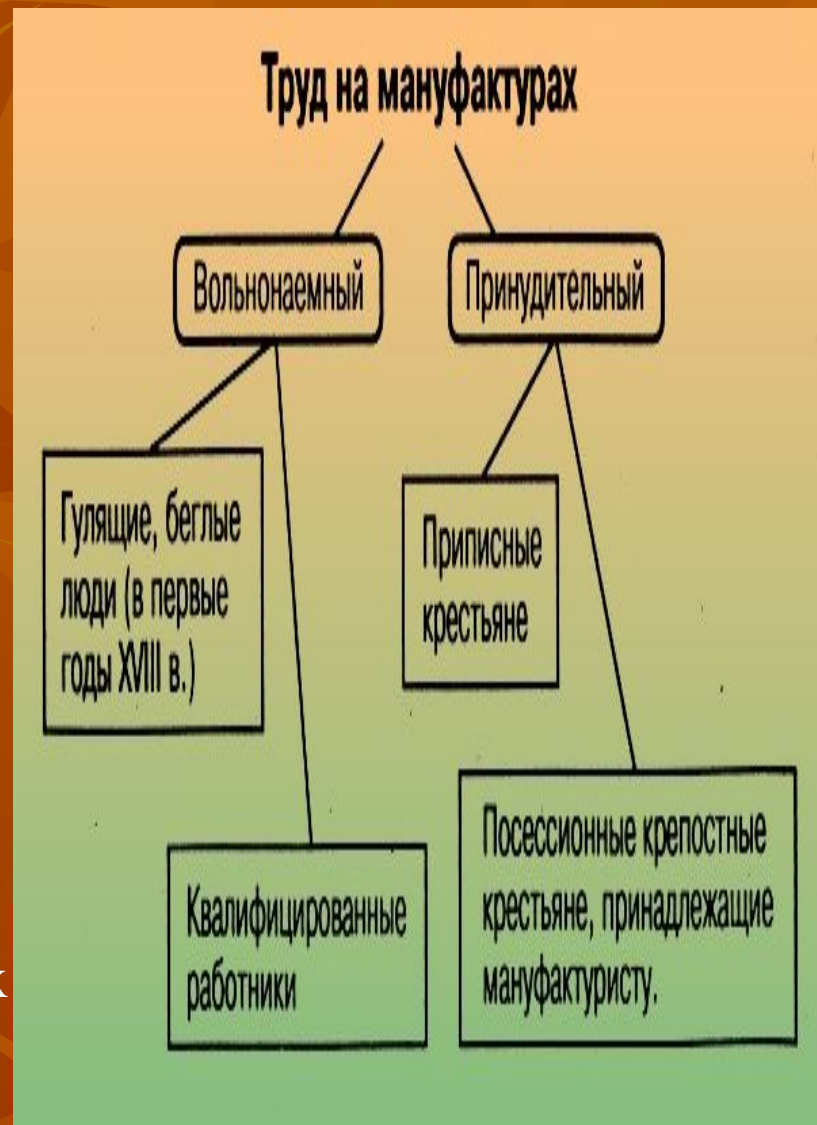 Труд на мануфактурах
Вольнонаемный
Принудительный
Гулящие, беглые
люди (в первые
годы XVIII в.)
Приписные
крестьяне
Квалифицированные
работники
Посессионные крепостные
крестьяне, принадлежащие
мануфактуристу.
к